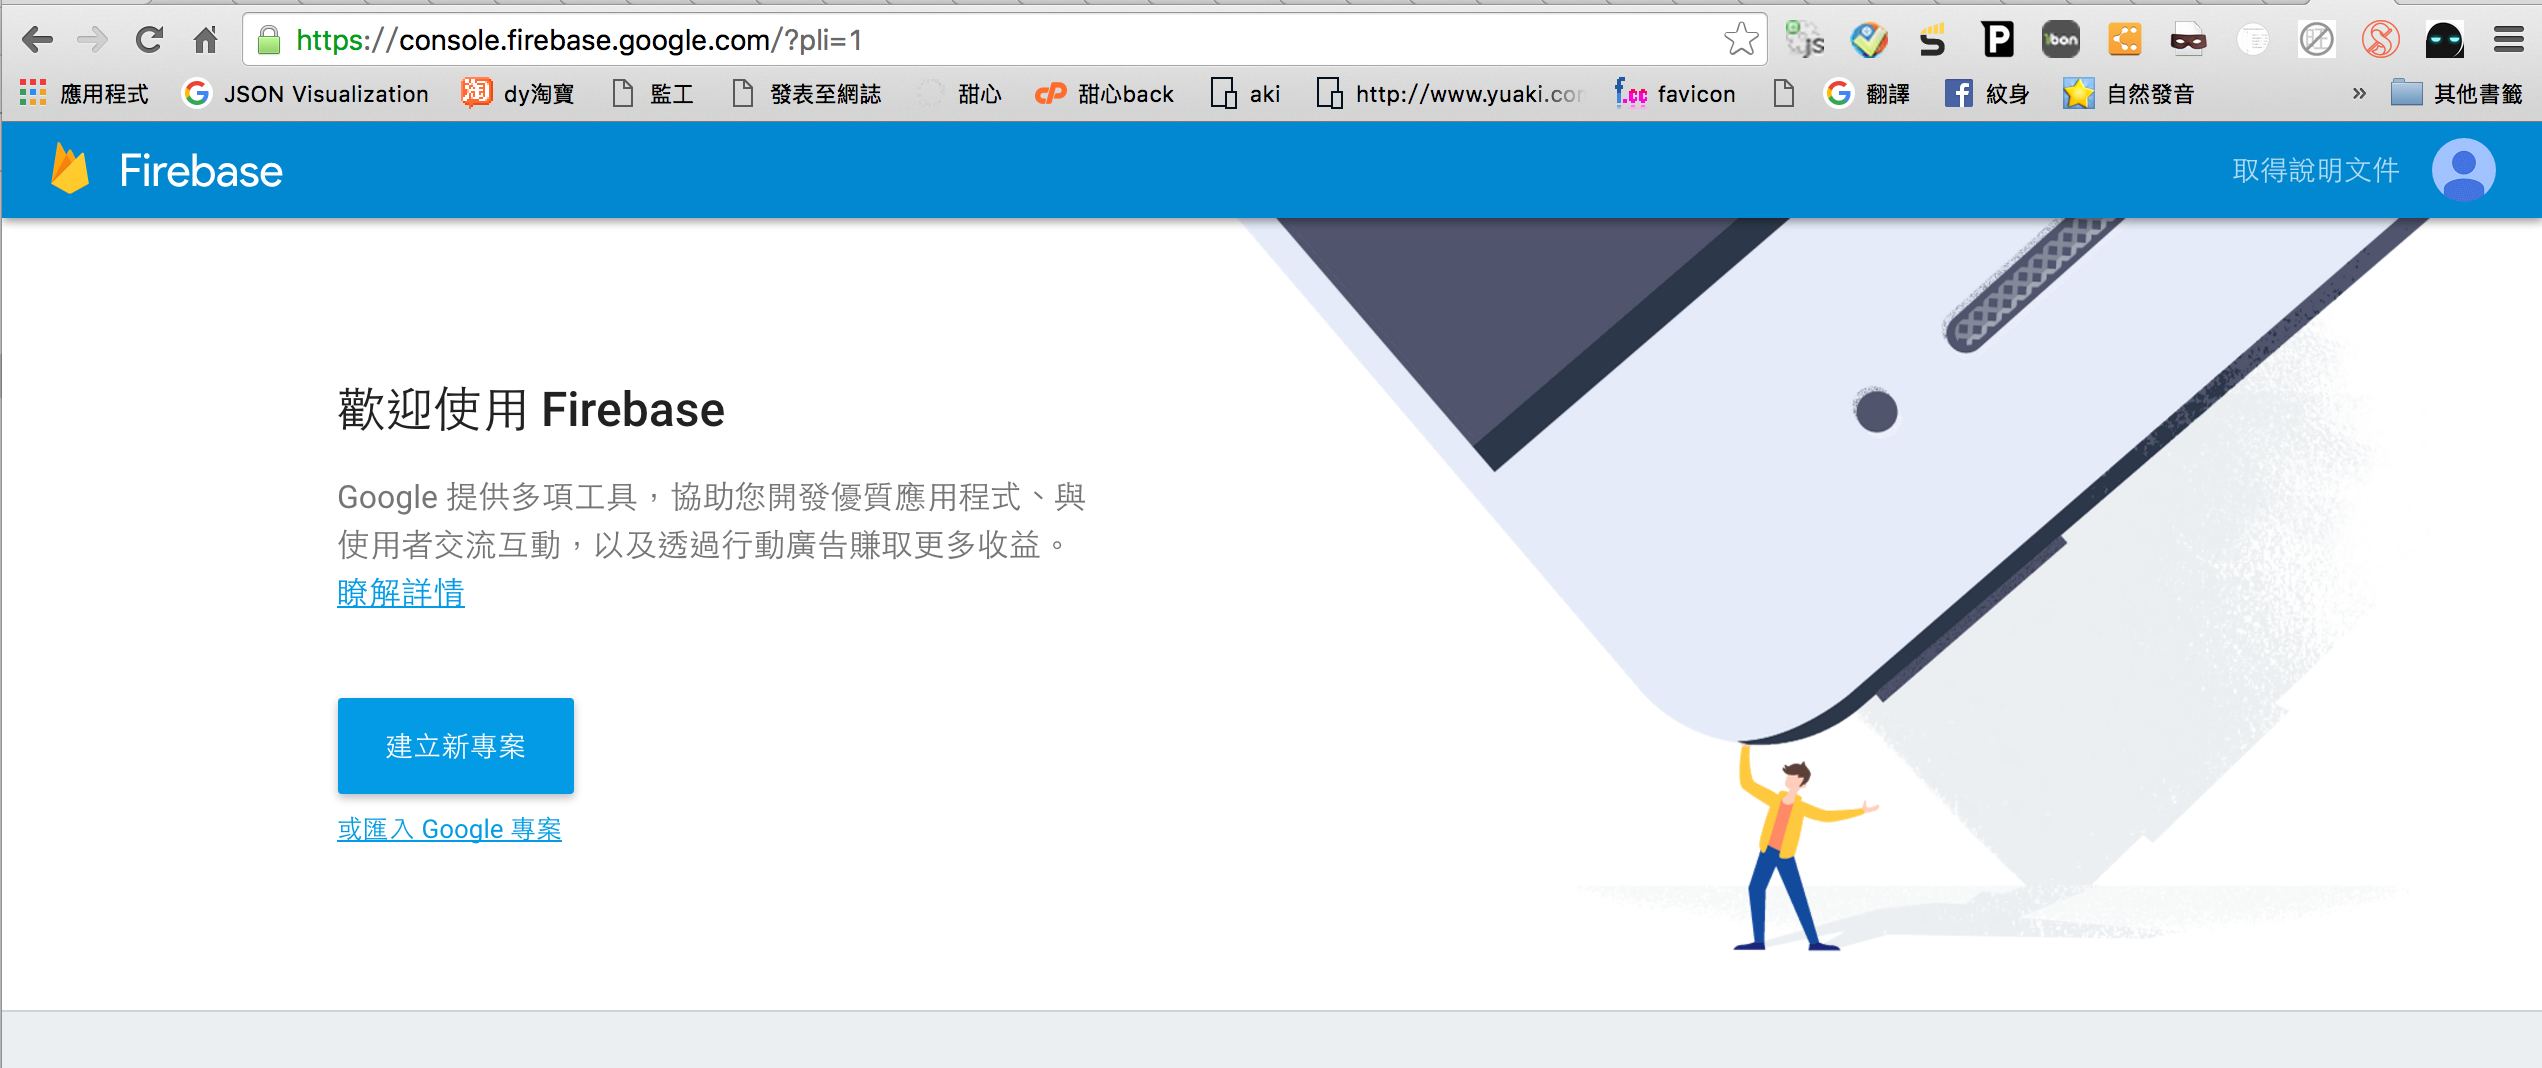 https://console.firebase.google.com/?pli=1
應用程式 JSON Visualization dy淘寶 監工 發表至網誌 甜心 甜心back aki http://www.yuaki.con favicon 翻譯 紋身 自然發音 » 其他書籤
Firebase 取得說明文件
歡迎使用 Firebase
Google 提供多項工具，協助您開發優質應用程式、與
使用者交流互動，以及透過行動廣告賺取更多收益。
瞭解詳情
建立新專案
或匯入 Google 專案